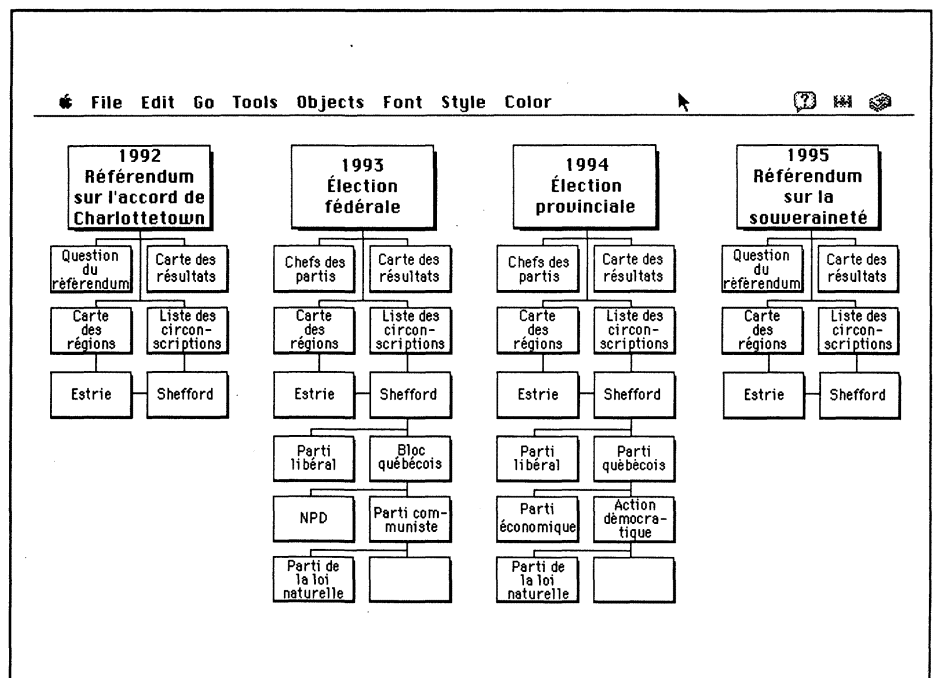 File Edit Go Tools Objects Font Style Color
1992
Référendum
sur l'accord de
Charlottetown
1993
Élection
fédérale
1994
Élection
provinciale
1995
Référendum
sur la
souveraineté
Question
du
référendum
Carte des
résultats
Chefs des
partis
Carte des
résultats
Chefs des
partis
Carte des
résultats
Question
du
référendum
Carte des
résultats
Carte
des
régions
Liste des
circon-
scriptions
Carte
des
régions
Liste des
circon-
scriptions
Carte
des
régions
Liste des
circon-
scriptions
Carte
des
régions
Liste des
circon-
scriptions
Estrie
Shefford
Estrie
Shefford
Estrie
Shefford
Estrie
Shefford
Parti
libéral
Bloc
québécois
Parti
libéral
Parti
québécois
NPD
Parti com-
muniste
Parti
économique
Action
démocra-
tique
Parti de
la loi
naturelle
Parti de
la loi
naturelle